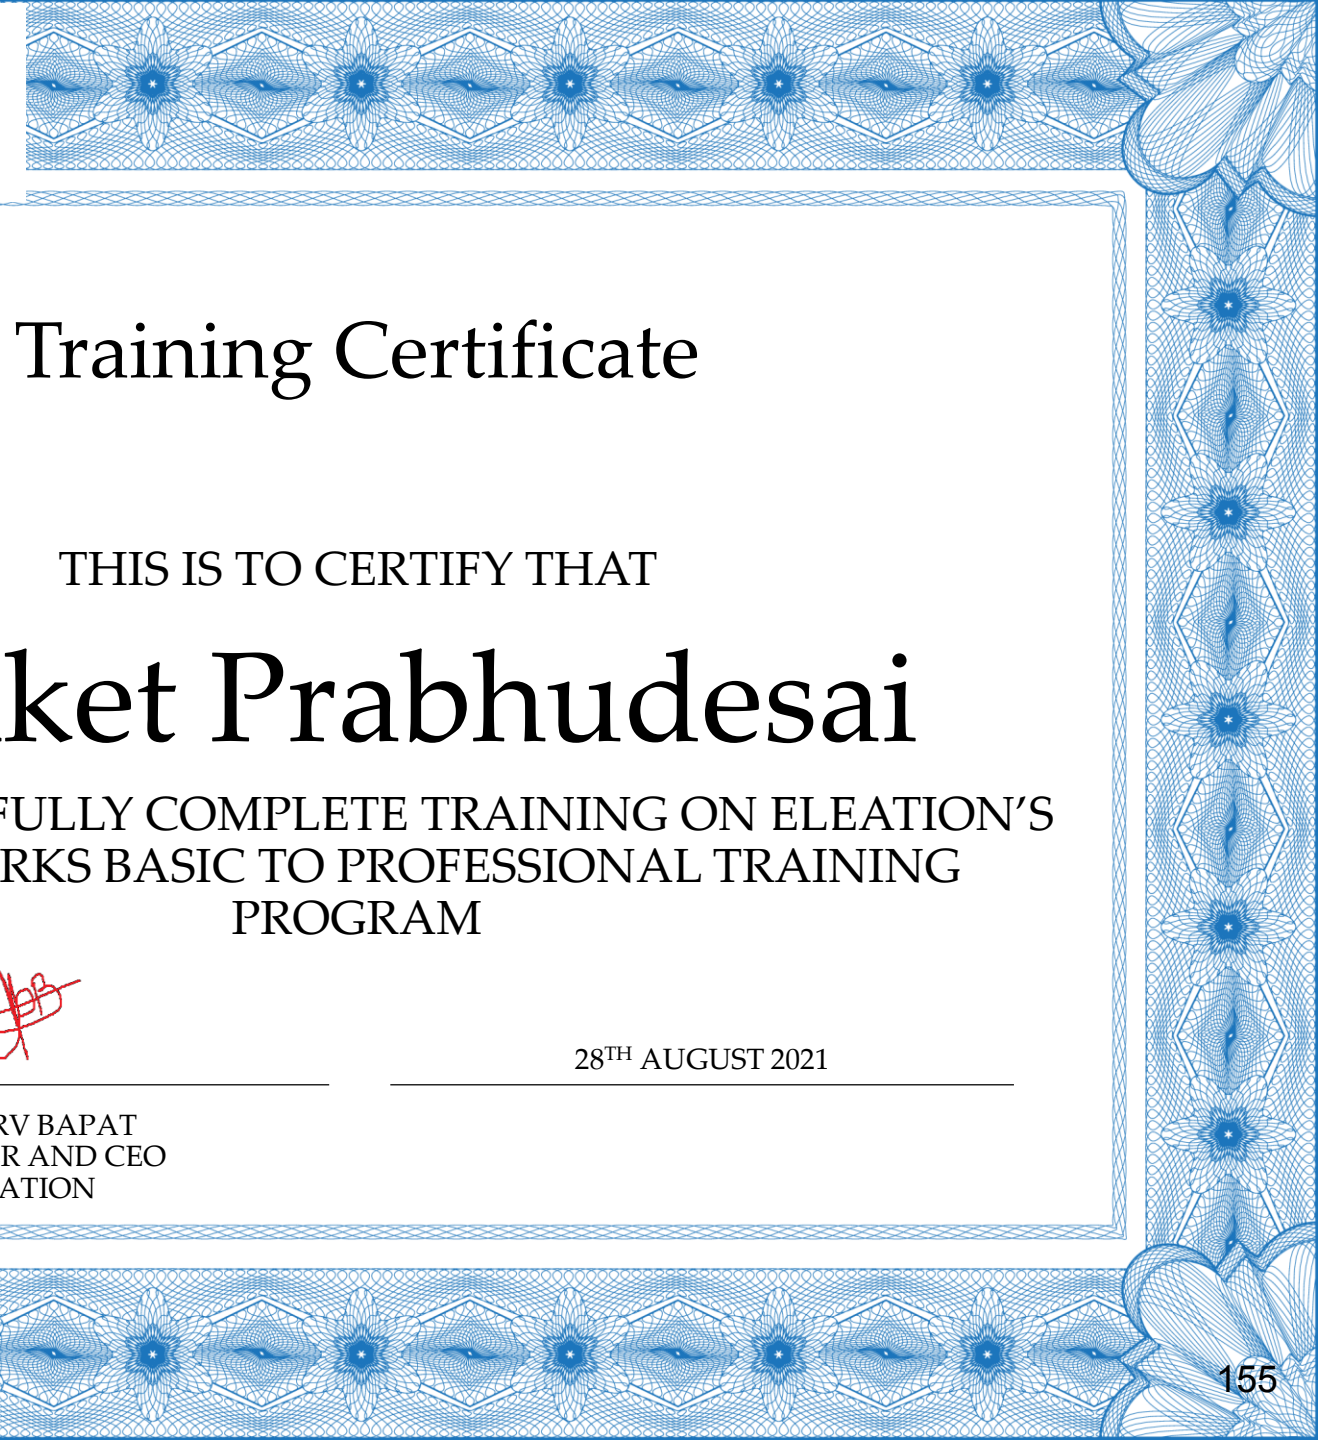 Training Certificate
THIS IS TO CERTIFY THAT
ket Prabhudesai
FULLY COMPLETE TRAINING ON ELEATION’S
RKS BASIC TO PROFESSIONAL TRAINING
PROGRAM
28TH AUGUST 2021
RV BAPAT
R AND CEO
ATION
155